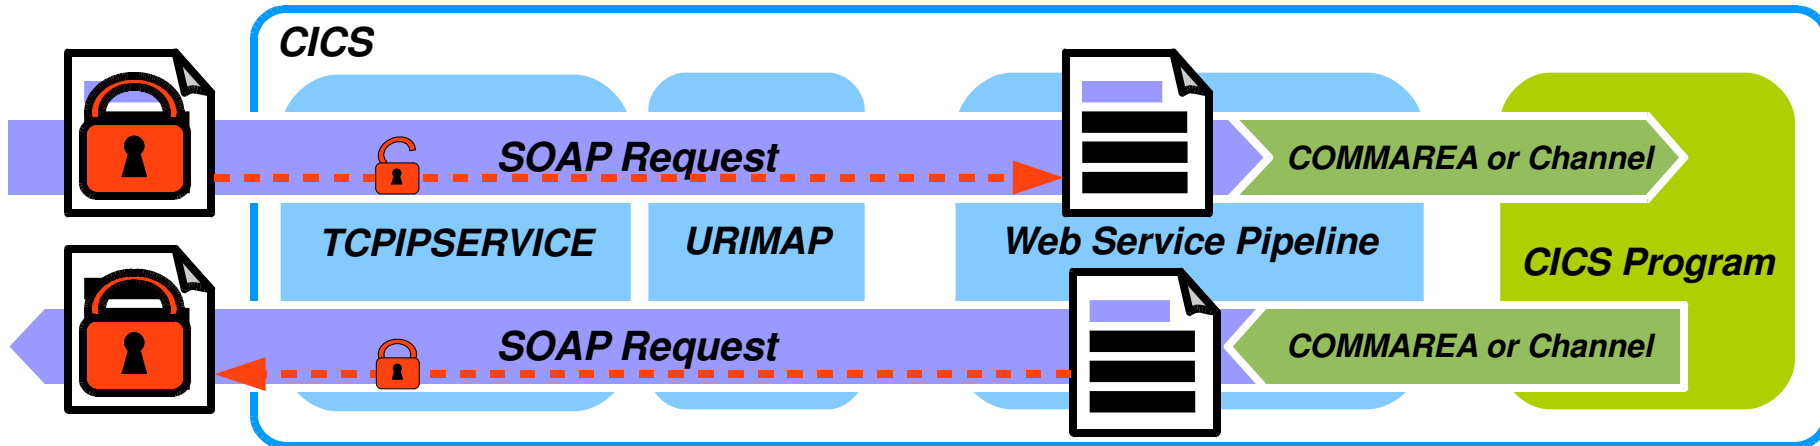 CICS
SOAP Request
COMMAREA or Channel
TCPIPSERVICE
URIMAP
Web Service Pipeline
CICS Program
SOAP Request
COMMAREA or Channel